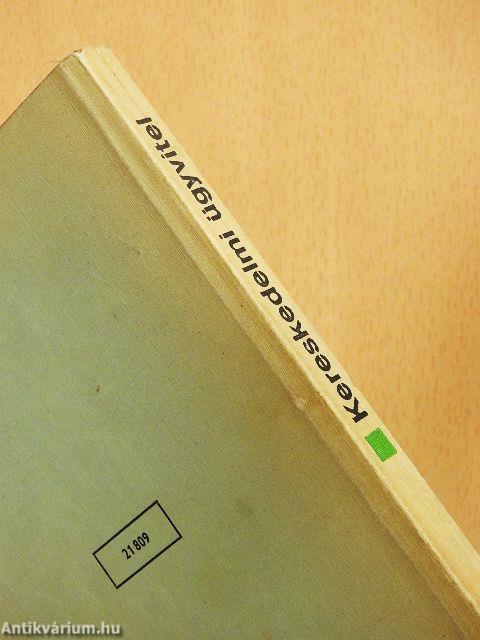 Kereskedelmi ügyvitel
21 809
Antikvárium.hu